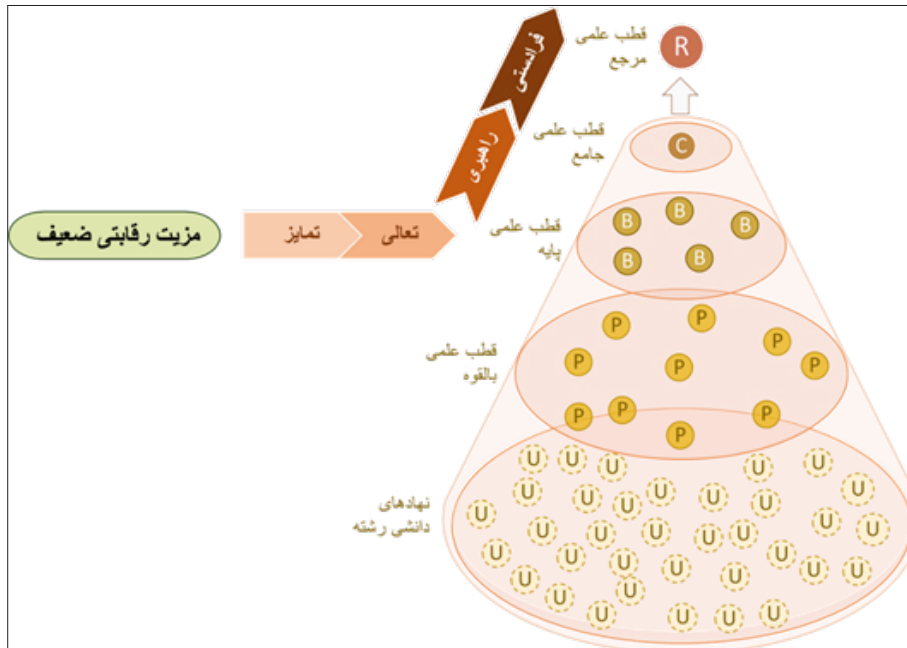 قطب علمی
مرجع
R
فرادستی
راهبری
قطب علمی
جامع
C
قطب علمی
پایه
B B B
B B
مزیت رقابتی ضعیف
تمایز
تعالی
قطب علمی
بالقوه
P P P
P P P
P P P
P
نهادهای
دانشی رشته
U U U U U
U U U U U U U
U U U U U U U U
U U U U U U U
U U U U U U U